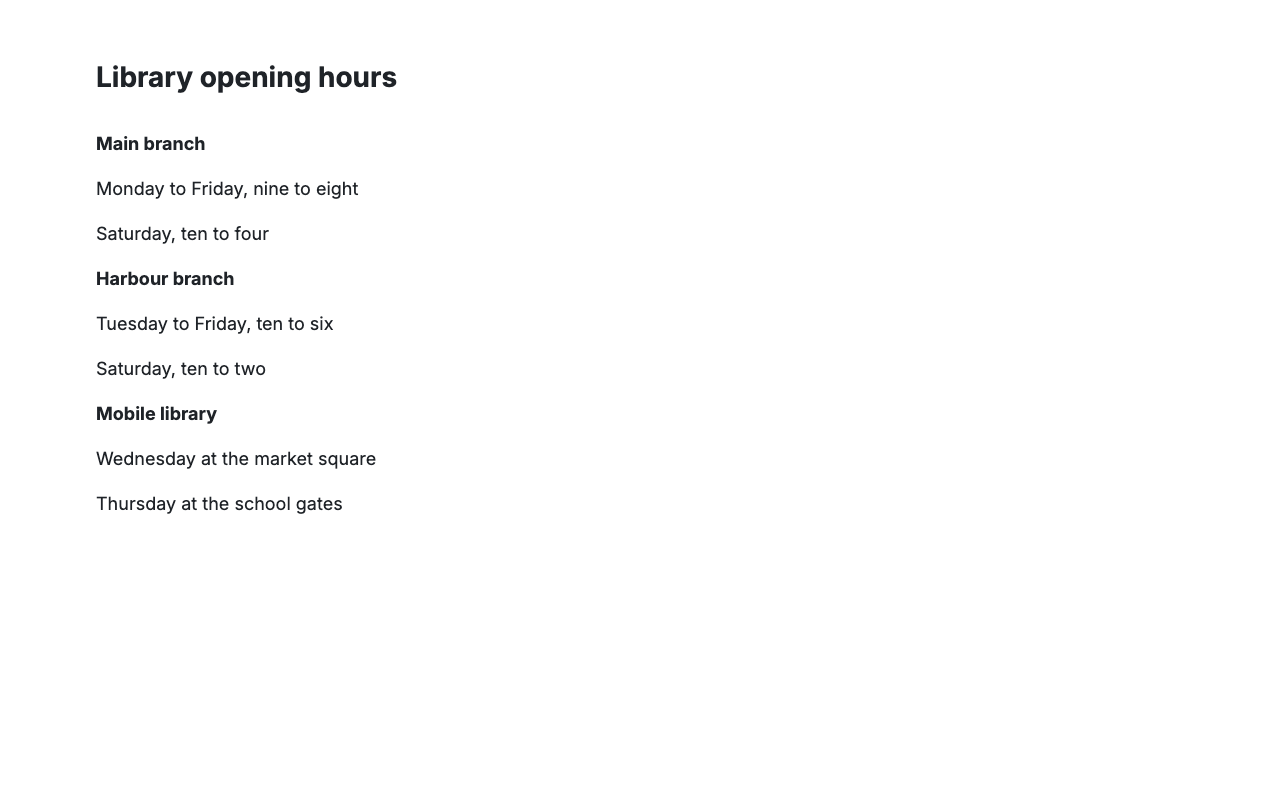 Library opening hours
Main branch
Monday to Friday, nine to eight
Saturday, ten to four
Harbour branch
Tuesday to Friday, ten to six
Saturday, ten to two
Mobile library
Wednesday at the market square
Thursday at the school gates